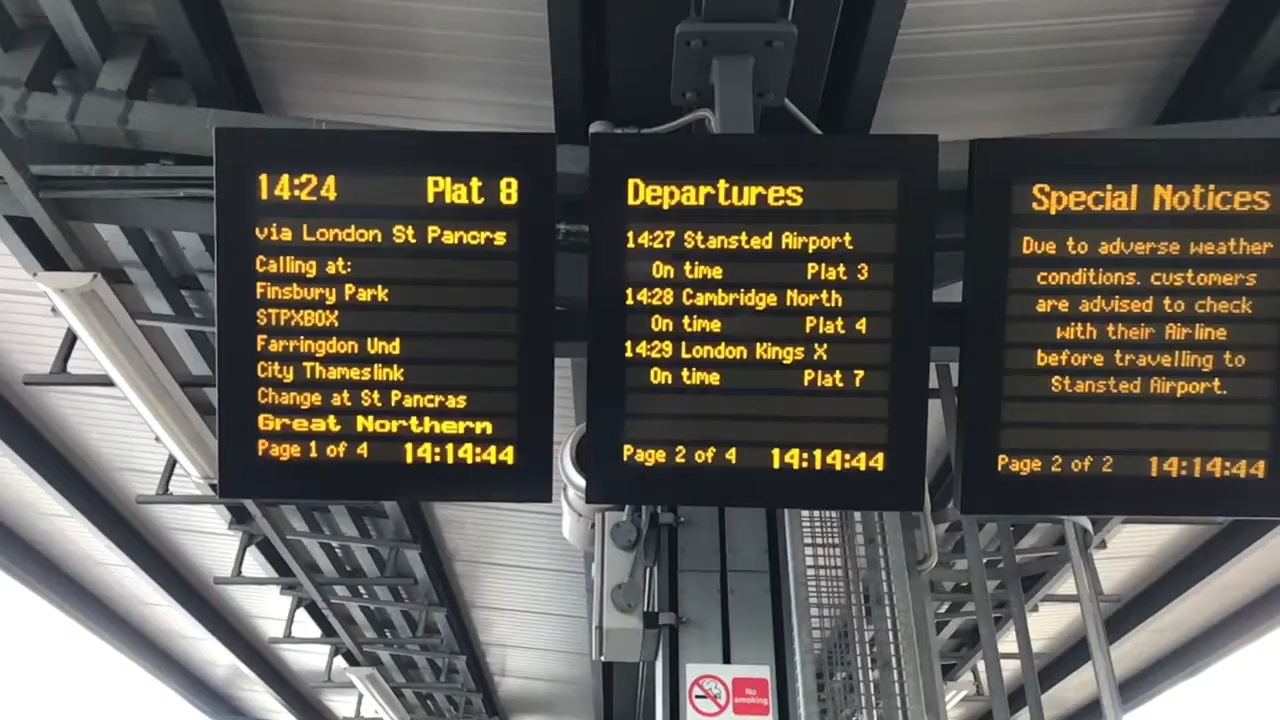 14:24 Plat 8
via London St Pancrs
Calling at:
Finsbury Park
STPXBOX
Farringdon Und
City Thameslink
Change at St Pancras
Great Northern
Page 1 of 4 14:14:44
Departures
14:27 Stansted Airport
On time Plat 3
14:28 Cambridge North
On time Plat 4
14:29 London Kings X
On time Plat 7
Page 2 of 4 14:14:44
Special Notices
Due to adverse weather
conditions. customers
are advised to check
with their Airline
before travelling to
Stansted Airport.
Page 2 of 2 14:14:44
No
smoking